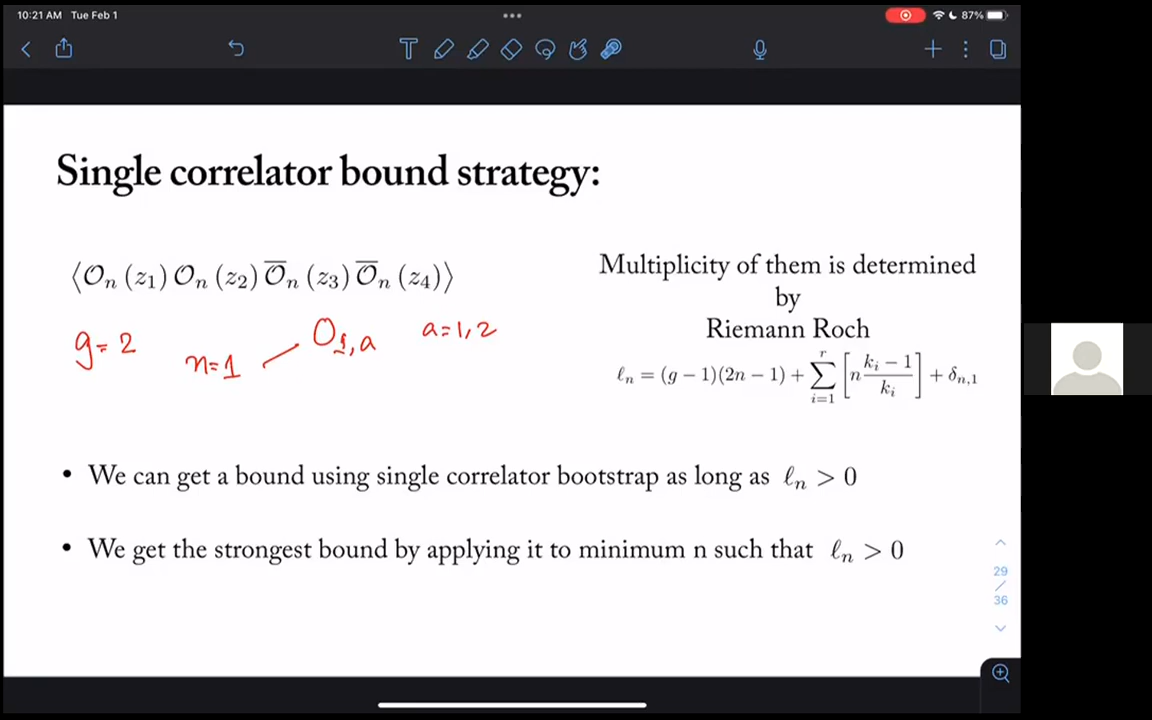 10:21 AM Tue Feb 1
87%
Single correlator bound strategy:
⟨𝒪ₙ (z₁) 𝒪ₙ (z₂) 𝒪̅ₙ (z₃) 𝒪̅ₙ (z₄)⟩
g=2
n=1
O₁,ₐ a=1,2
Multiplicity of them is determined
by
Riemann Roch
ℓₙ = (g − 1)(2n − 1) + ∑ᵢ₌₁ʳ [n (kᵢ − 1)/kᵢ] + δₙ,₁
• We can get a bound using single correlator bootstrap as long as ℓₙ > 0
• We get the strongest bound by applying it to minimum n such that ℓₙ > 0
29
/
36